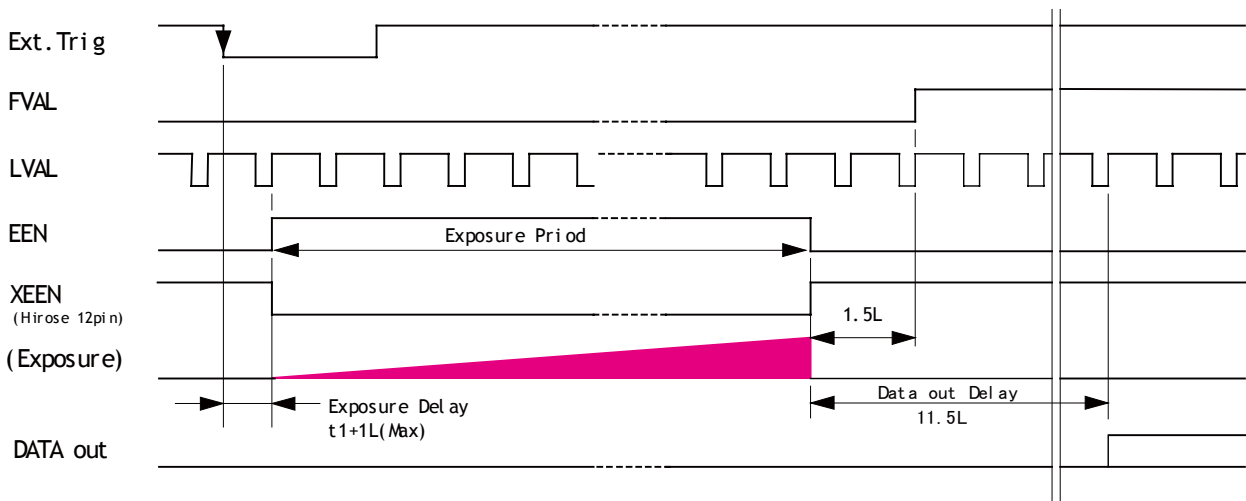 Ext.Trig
FVAL
LVAL
EEN
Exposure Priod
XEEN
(Hirose 12pin)
1.5L
(Exposure)
Exposure Delay
t1+1L(Max)
Data out Delay
11.5L
DATA out